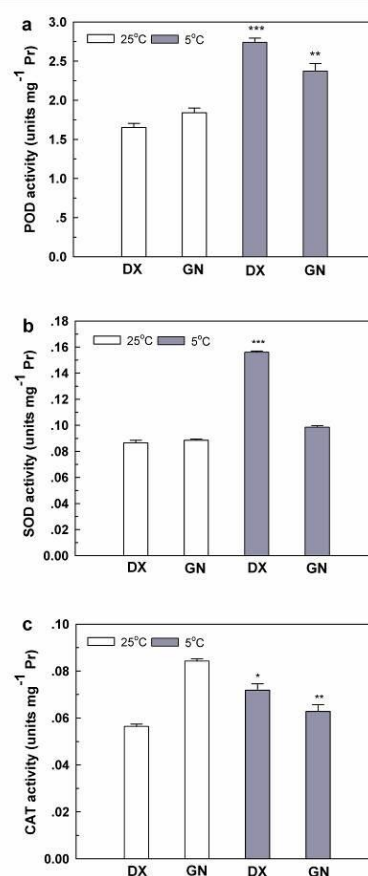 a
POD activity (units mg⁻¹ Pr)
3.0
2.5
2.0
1.5
1.0
.5
0.0
25°C 5°C
***
**
DX GN DX GN
b
SOD activity (units mg⁻¹ Pr)
.18
.16
.14
.12
.10
.08
.06
.04
.02
0.00
25°C 5°C
***
DX GN DX GN
c
CAT activity (units mg⁻¹ Pr)
.10
.08
.06
.04
.02
0.00
25°C 5°C
*
**
DX GN DX GN